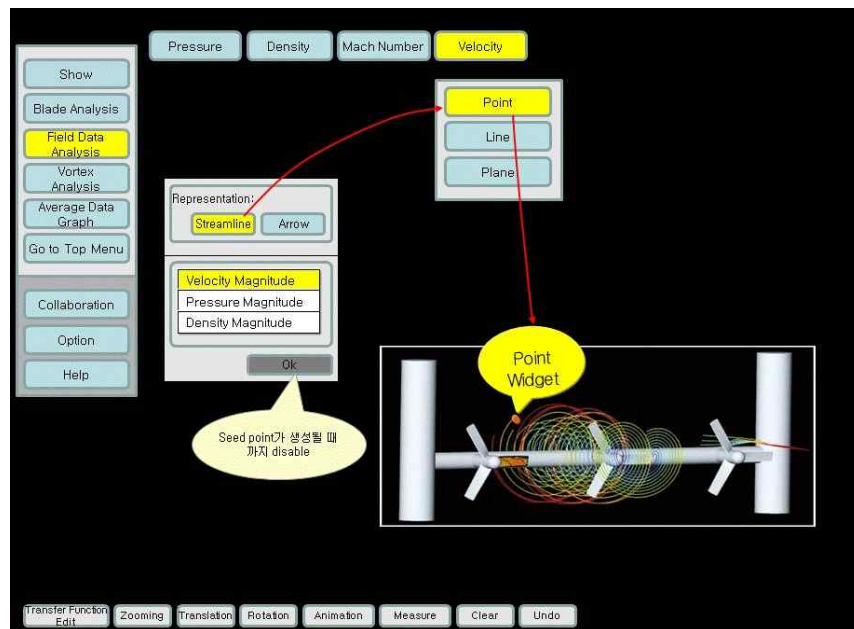 Pressure
Density
Mach Number
Velocity
Show
Blade Analysis
Field Data
Analysis
Vortex
Analysis
Average Data
Graph
Go to Top Menu
Collaboration
Option
Help
Point
Line
Plane
Representation:
Streamline
Arrow
Velocity Magnitude
Pressure Magnitude
Density Magnitude
Ok
Seed point가 생성될 때
까지 disable
Point
Widget
Transfer Function
Edit
Zooming
Translation
Rotation
Animation
Measure
Clear
Undo